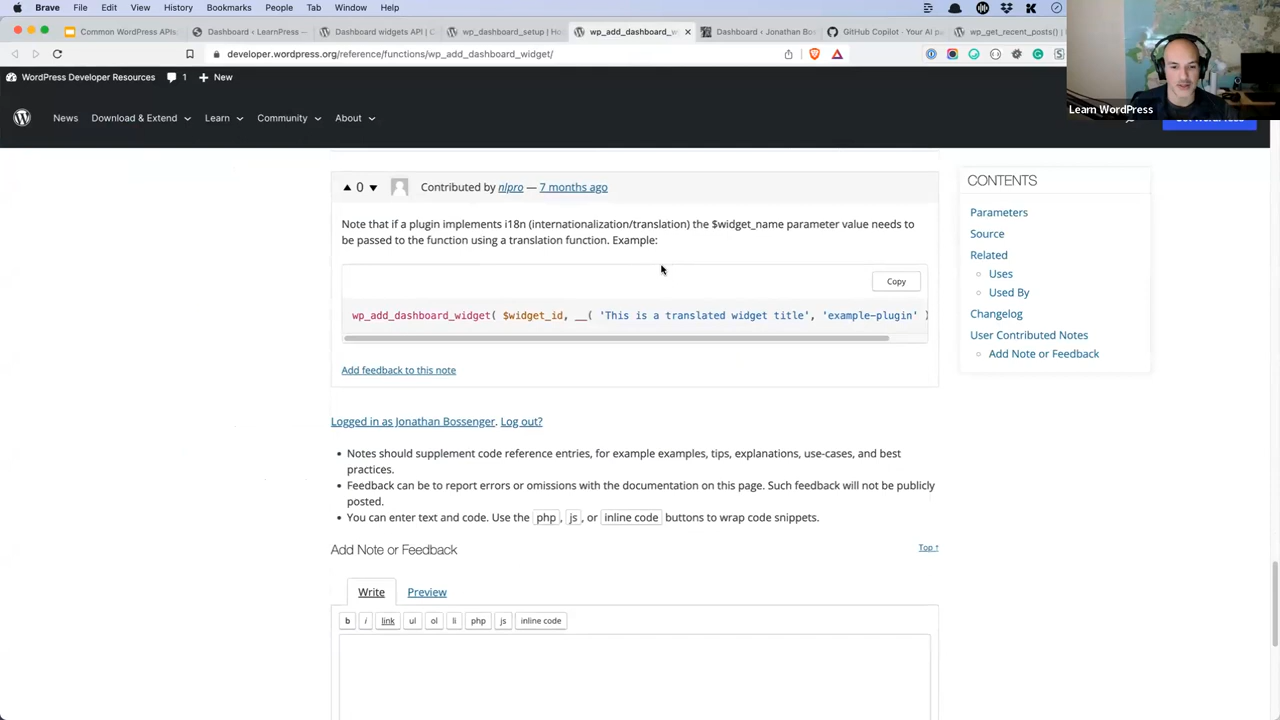 Brave File Edit View History Bookmarks People Tab Window Help
Common WordPress APIs
Dashboard ‹ LearnPress —
Dashboard widgets API | C
wp_dashboard_setup | Ho
wp_add_dashboard_w
Dashboard ‹ Jonathan Bos
GitHub Copilot · Your AI p
wp_get_recent_posts() |
developer.wordpress.org/reference/functions/wp_add_dashboard_widget/
WordPress Developer Resources 1 New
Learn WordPress
News Download & Extend Learn Community About
0 Contributed by nlpro — 7 months ago
Note that if a plugin implements i18n (internationalization/translation) the $widget_name parameter value needs to
be passed to the function using a translation function. Example:
Copy
wp_add_dashboard_widget( $widget_id, __( 'This is a translated widget title', 'example-plugin' )
Add feedback to this note
Logged in as Jonathan Bossenger. Log out?
• Notes should supplement code reference entries, for example examples, tips, explanations, use-cases, and best
practices.
• Feedback can be to report errors or omissions with the documentation on this page. Such feedback will not be publicly
posted.
• You can enter text and code. Use the php, js, or inline code buttons to wrap code snippets.
Add Note or Feedback
Top ↑
Write Preview
b i link ul ol li php js inline code
CONTENTS
Parameters
Source
Related
Uses
Used By
Changelog
User Contributed Notes
Add Note or Feedback